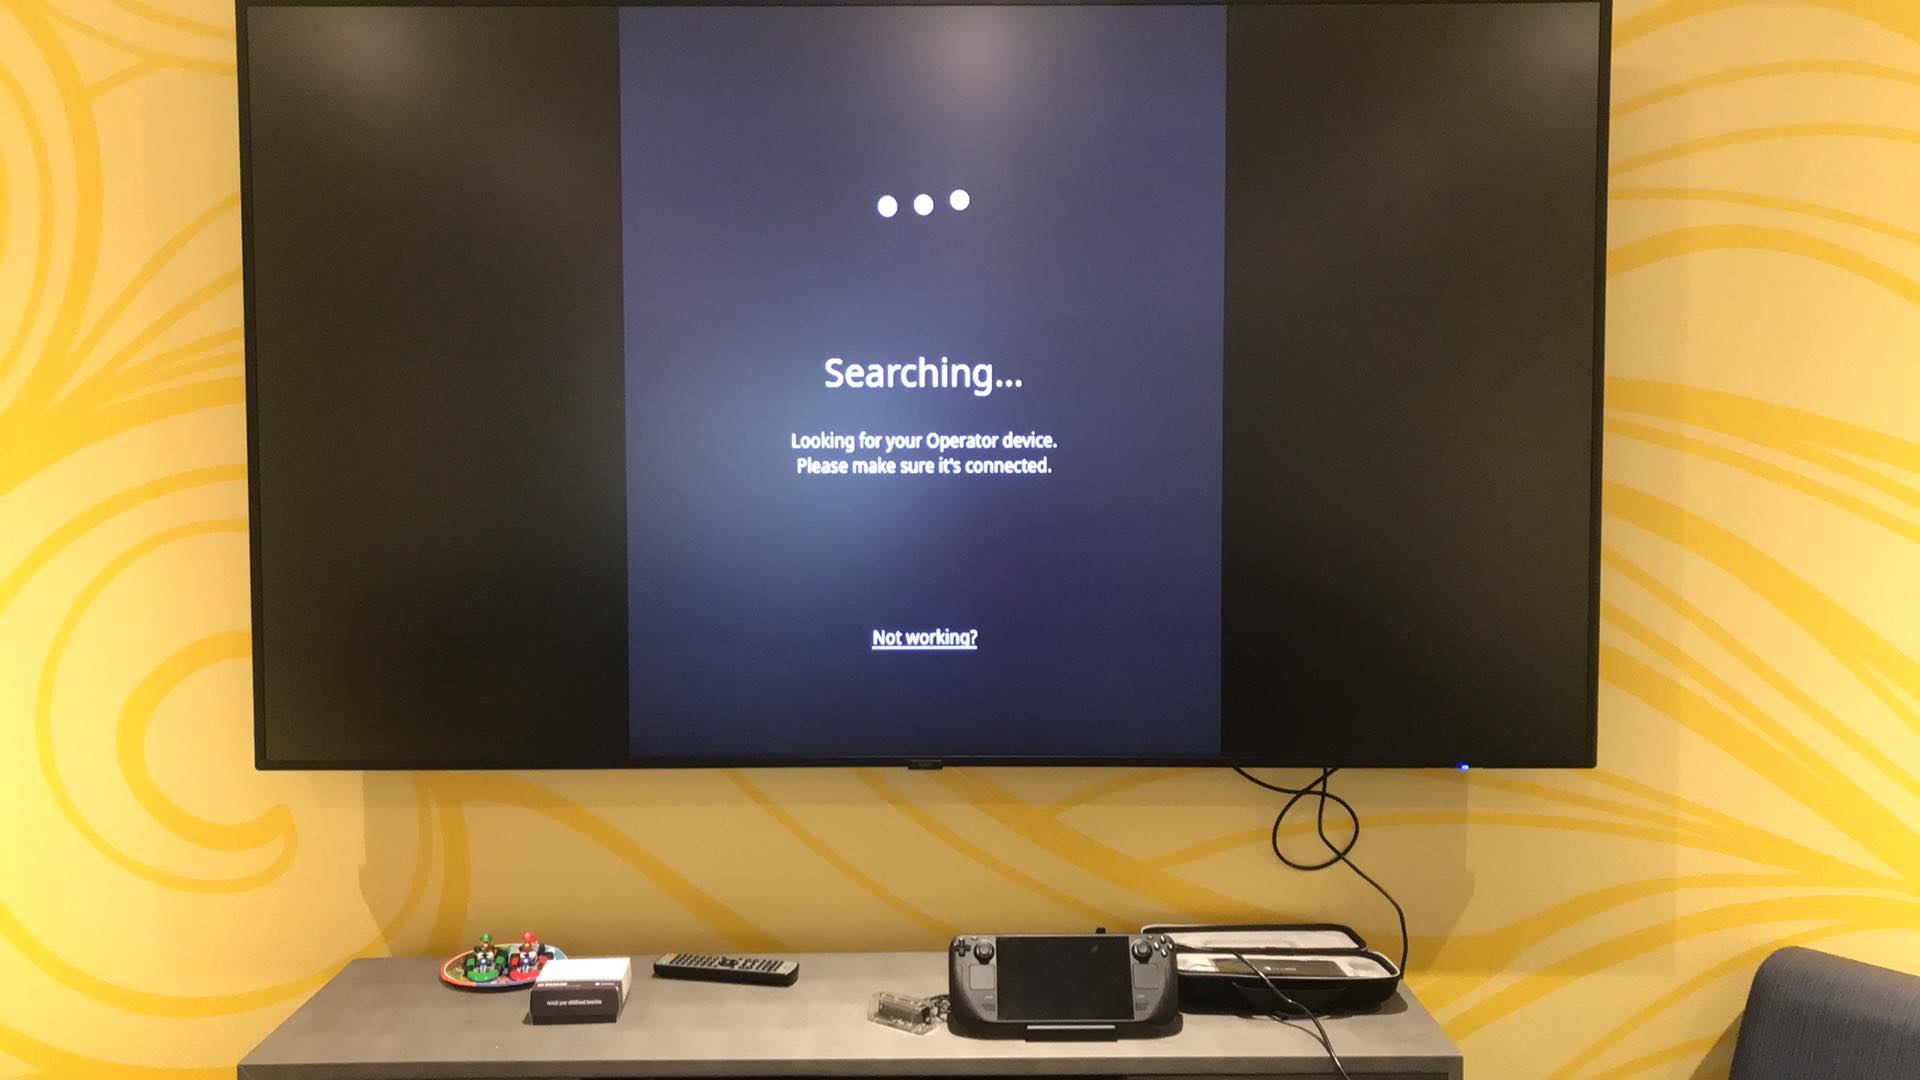 Searching...
Looking for your Operator device.
Please make sure it's connected.
Not working?